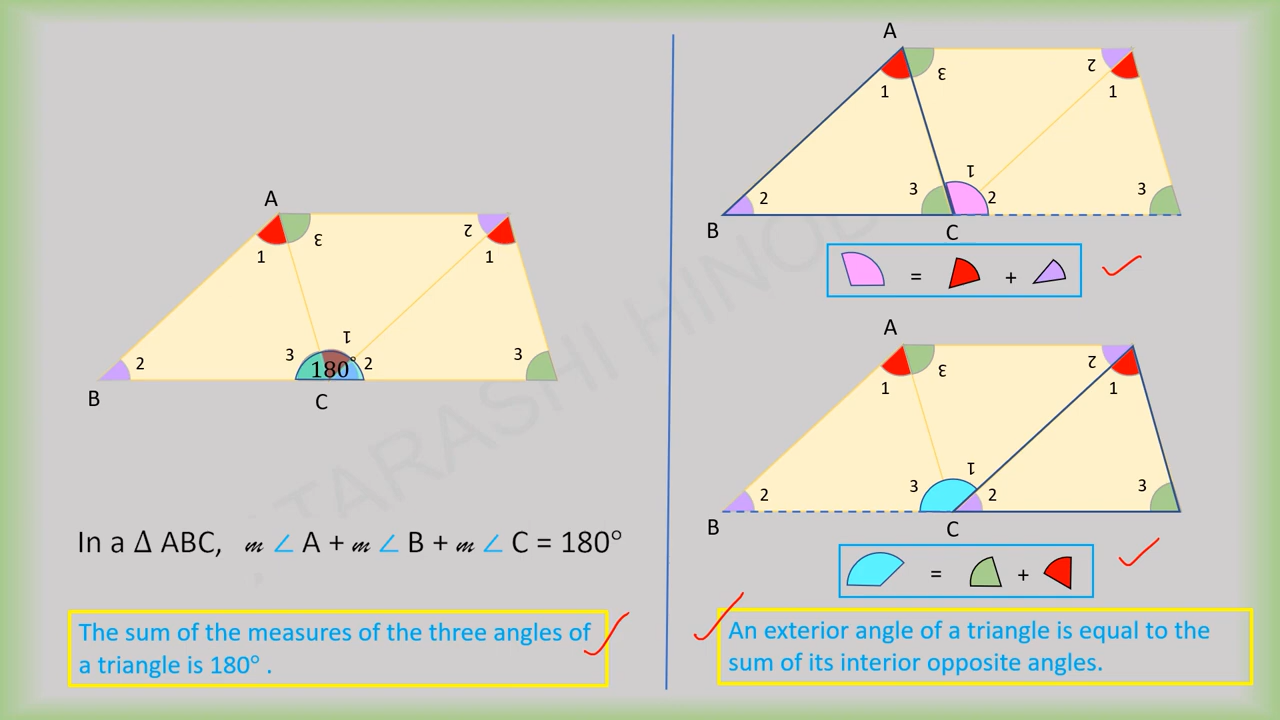 A
3
2
1
1
1
2
3
180°
2
3
B
C
In a Δ ABC, m ∠ A + m ∠ B + m ∠ C = 180°
The sum of the measures of the three angles of
a triangle is 180° .
A
3
2
1
1
1
2
3
2
3
B
C
= +
A
3
2
1
1
1
2
3
2
3
B
C
= +
An exterior angle of a triangle is equal to the
sum of its interior opposite angles.
TARASHI HINOD